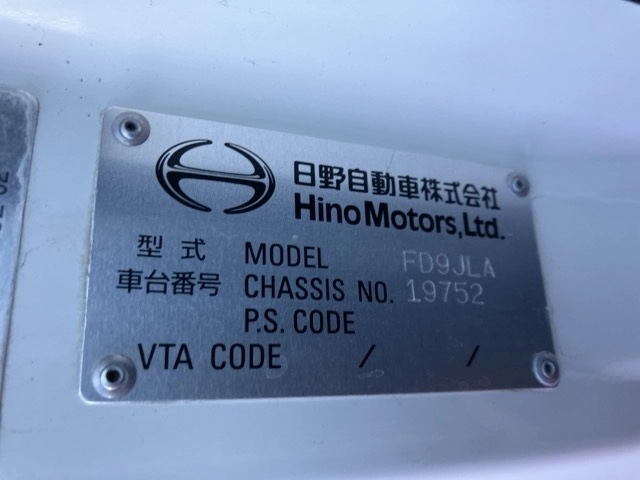 日野自動車株式会社
Hino Motors, Ltd.
型式 MODEL FD9JLA
車台番号 CHASSIS NO. 19752
P.S. CODE
VTA CODE / /